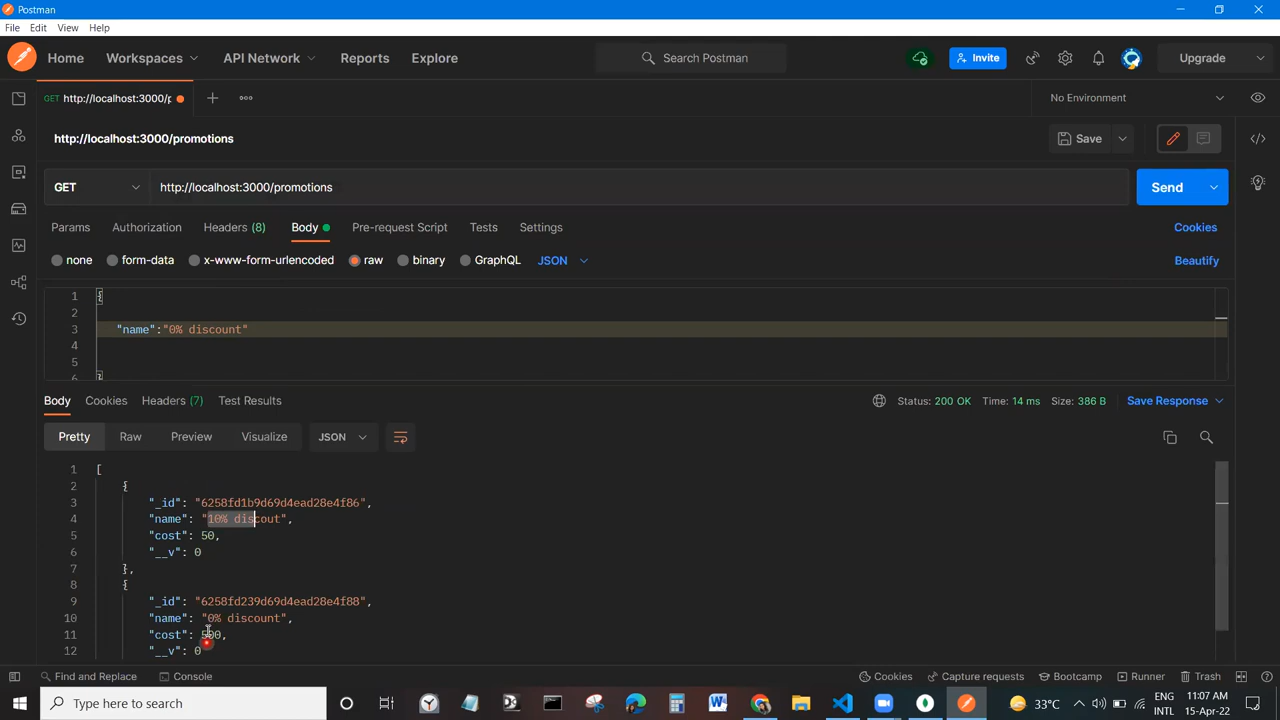 Postman
File Edit View Help
Home Workspaces API Network Reports Explore Search Postman Invite Upgrade
GET http://localhost:3000/p No Environment
http://localhost:3000/promotions Save
GET http://localhost:3000/promotions Send
Params Authorization Headers (8) Body Pre-request Script Tests Settings Cookies
none form-data x-www-form-urlencoded raw binary GraphQL JSON Beautify
1 {
2
3 "name":"0% discount"
4
5
6 }
Body Cookies Headers (7) Test Results Status: 200 OK Time: 14 ms Size: 386 B Save Response
Pretty Raw Preview Visualize JSON
1 [
2 {
3 "_id": "6258fd1b9d69d4ead28e4f86",
4 "name": "10% discout",
5 "cost": 50,
6 "__v": 0
7 },
8 {
9 "_id": "6258fd239d69d4ead28e4f88",
10 "name": "0% discount",
11 "cost": 500,
12 "__v": 0
Find and Replace Console Cookies Capture requests Bootcamp Runner Trash
Type here to search 33°C ENG INTL 11:07 AM 15-Apr-22